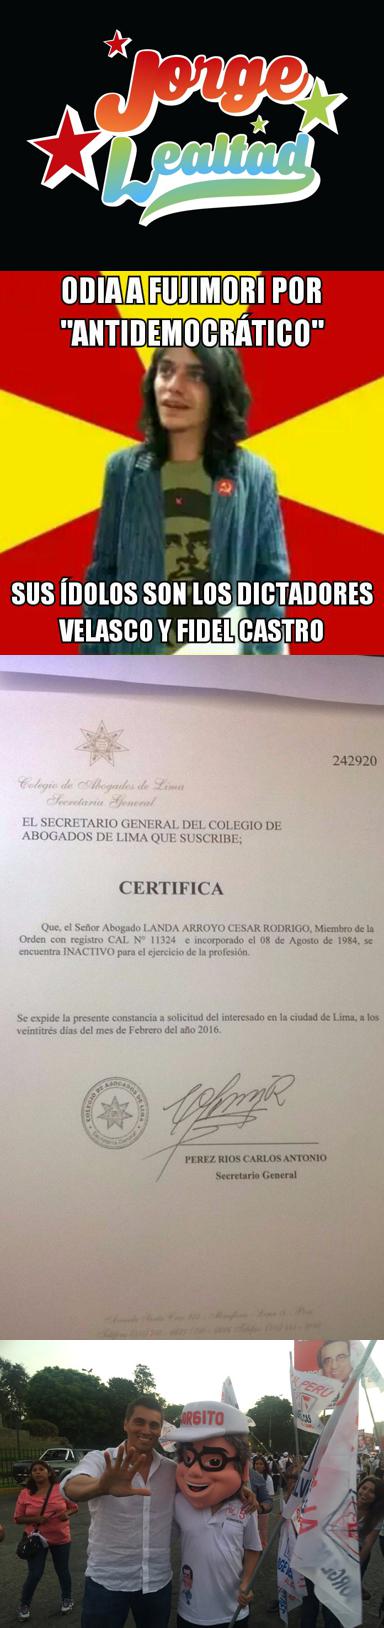 Jorge
Lealtad
ODIA A FUJIMORI POR
"ANTIDEMOCRÁTICO"
SUS ÍDOLOS SON LOS DICTADORES
VELASCO Y FIDEL CASTRO
242920
Colegio de Abogados de Lima
Secretaría General
EL SECRETARIO GENERAL DEL COLEGIO DE
ABOGADOS DE LIMA QUE SUSCRIBE;
CERTIFICA
Que, el Señor Abogado LANDA ARROYO CESAR RODRIGO, Miembro de la
Orden con registro CAL Nº 11324 e incorporado el 08 de Agosto de 1984, se
encuentra INACTIVO para el ejercicio de la profesión.
Se expide la presente constancia a solicitud del interesado en la ciudad de Lima, a los
veintitrés días del mes de Febrero del año 2016.
COLEGIO DE ABOGADOS DE LIMA
Secretaría General
PEREZ RIOS CARLOS ANTONIO
Secretario General
JORGITO
PERU